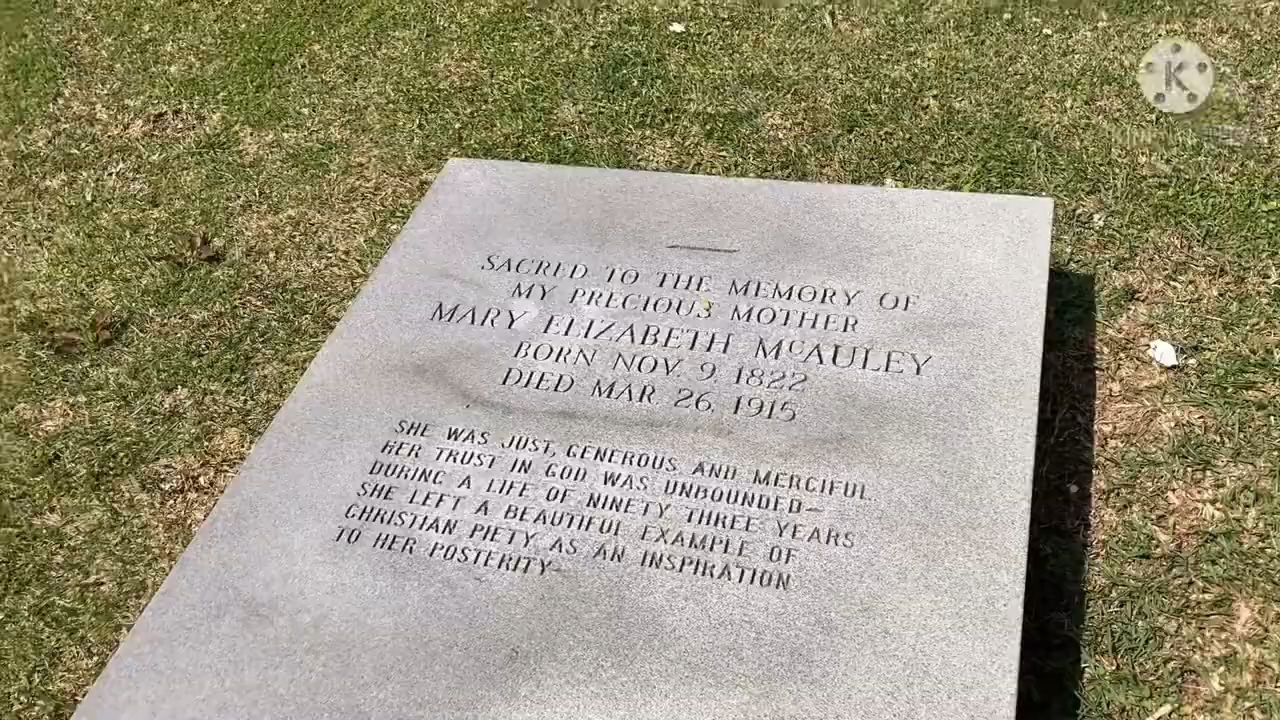 SACRED TO THE MEMORY OF
MY PRECIOUS MOTHER
MARY ELIZABETH McAULEY
BORN NOV. 9, 1822
DIED MAR. 26, 1915
SHE WAS JUST, GENEROUS AND MERCIFUL.
HER TRUST IN GOD WAS UNBOUNDED—
DURING A LIFE OF NINETY THREE YEARS
SHE LEFT A BEAUTIFUL EXAMPLE OF
CHRISTIAN PIETY AS AN INSPIRATION
TO HER POSTERITY—
K